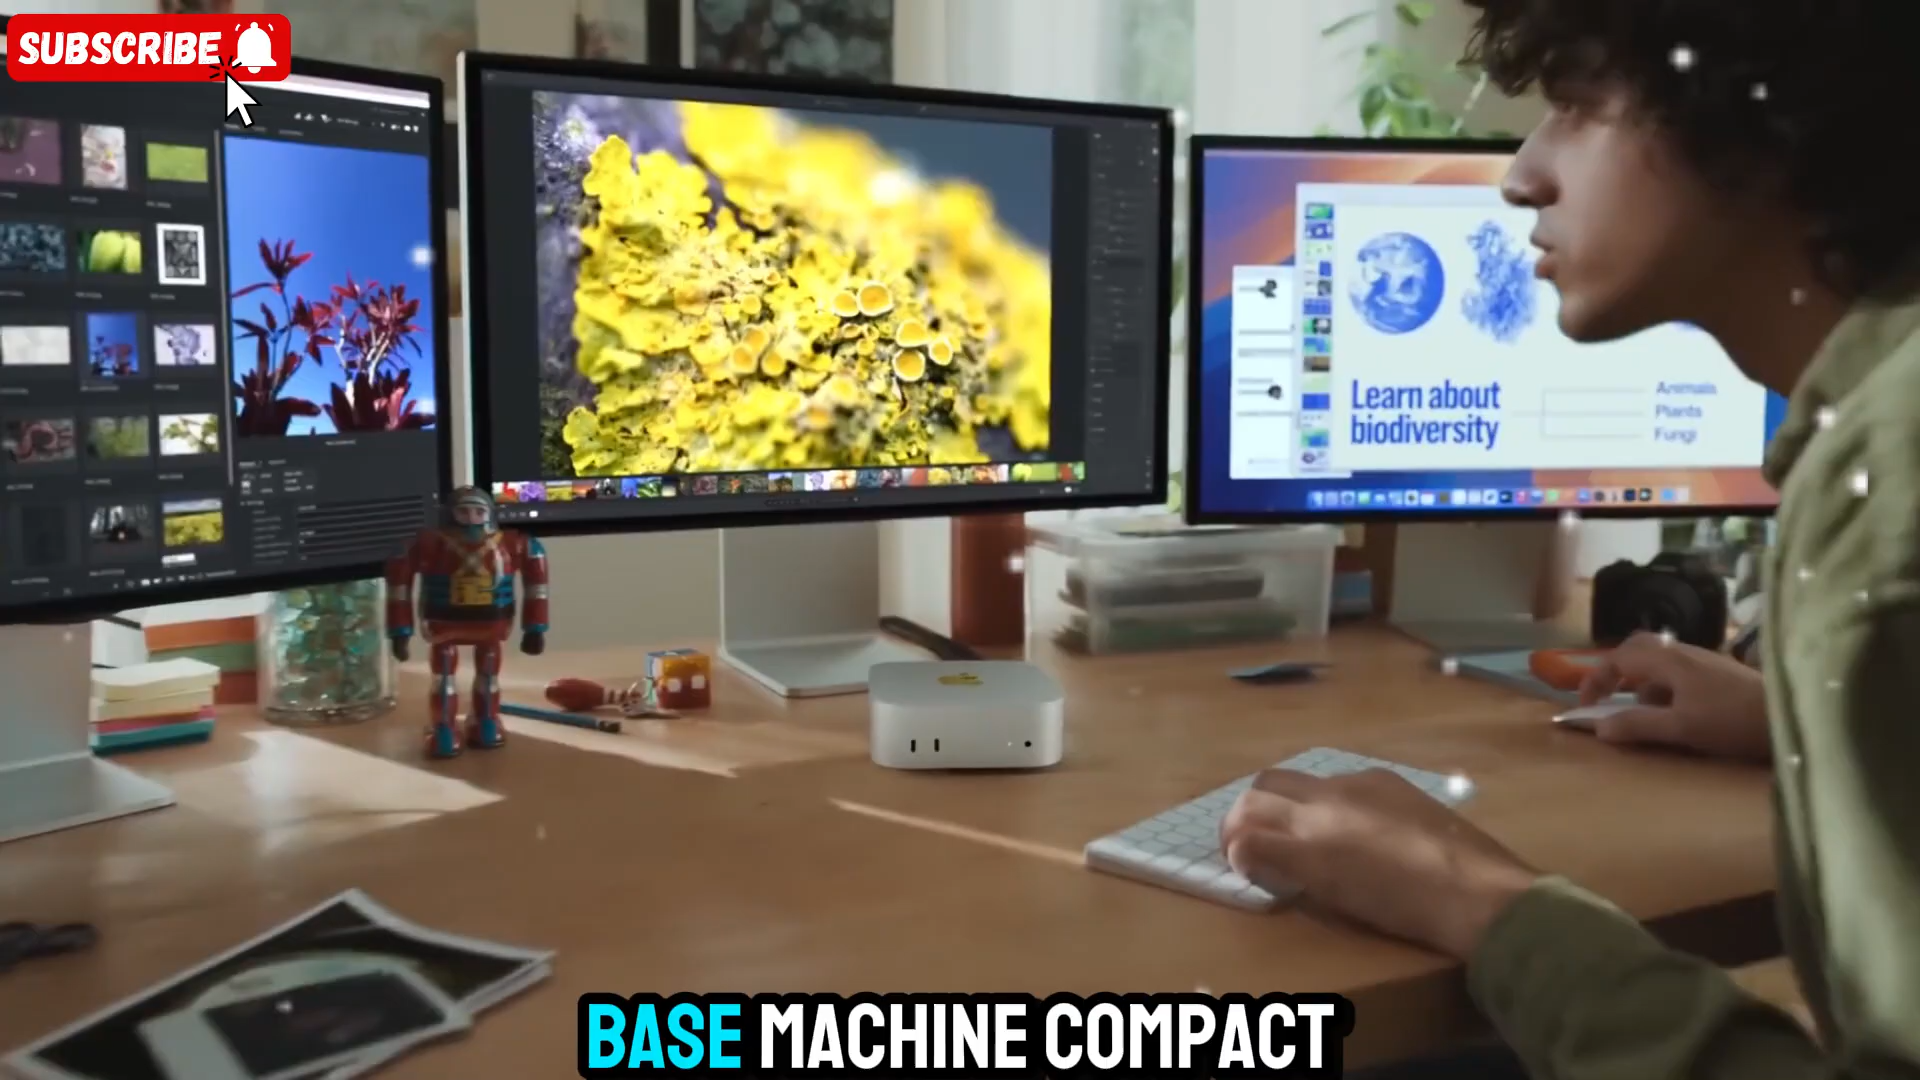 SUBSCRIBE
Learn about
biodiversity
Animals
Plants
Fungi
BASE MACHINE COMPACT